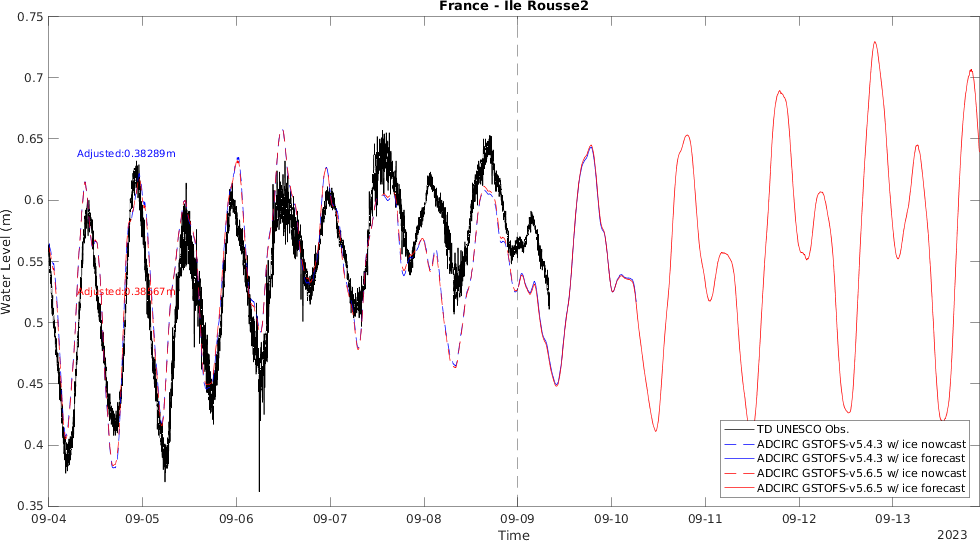 France - Ile Rousse2
0.75
0.7
0.65
0.6
0.55
0.5
0.45
0.4
0.35
Water Level (m)
Adjusted:0.38289m
TD UNESCO Obs.
ADCIRC GSTOFS-v5.4.3 w/ ice nowcast
ADCIRC GSTOFS-v5.4.3 w/ ice forecast
ADCIRC GSTOFS-v5.6.5 w/ ice nowcast
ADCIRC GSTOFS-v5.6.5 w/ ice forecast
09-04 09-05 09-06 09-07 09-08 09-09 09-10 09-11 09-12 09-13
Time
2023